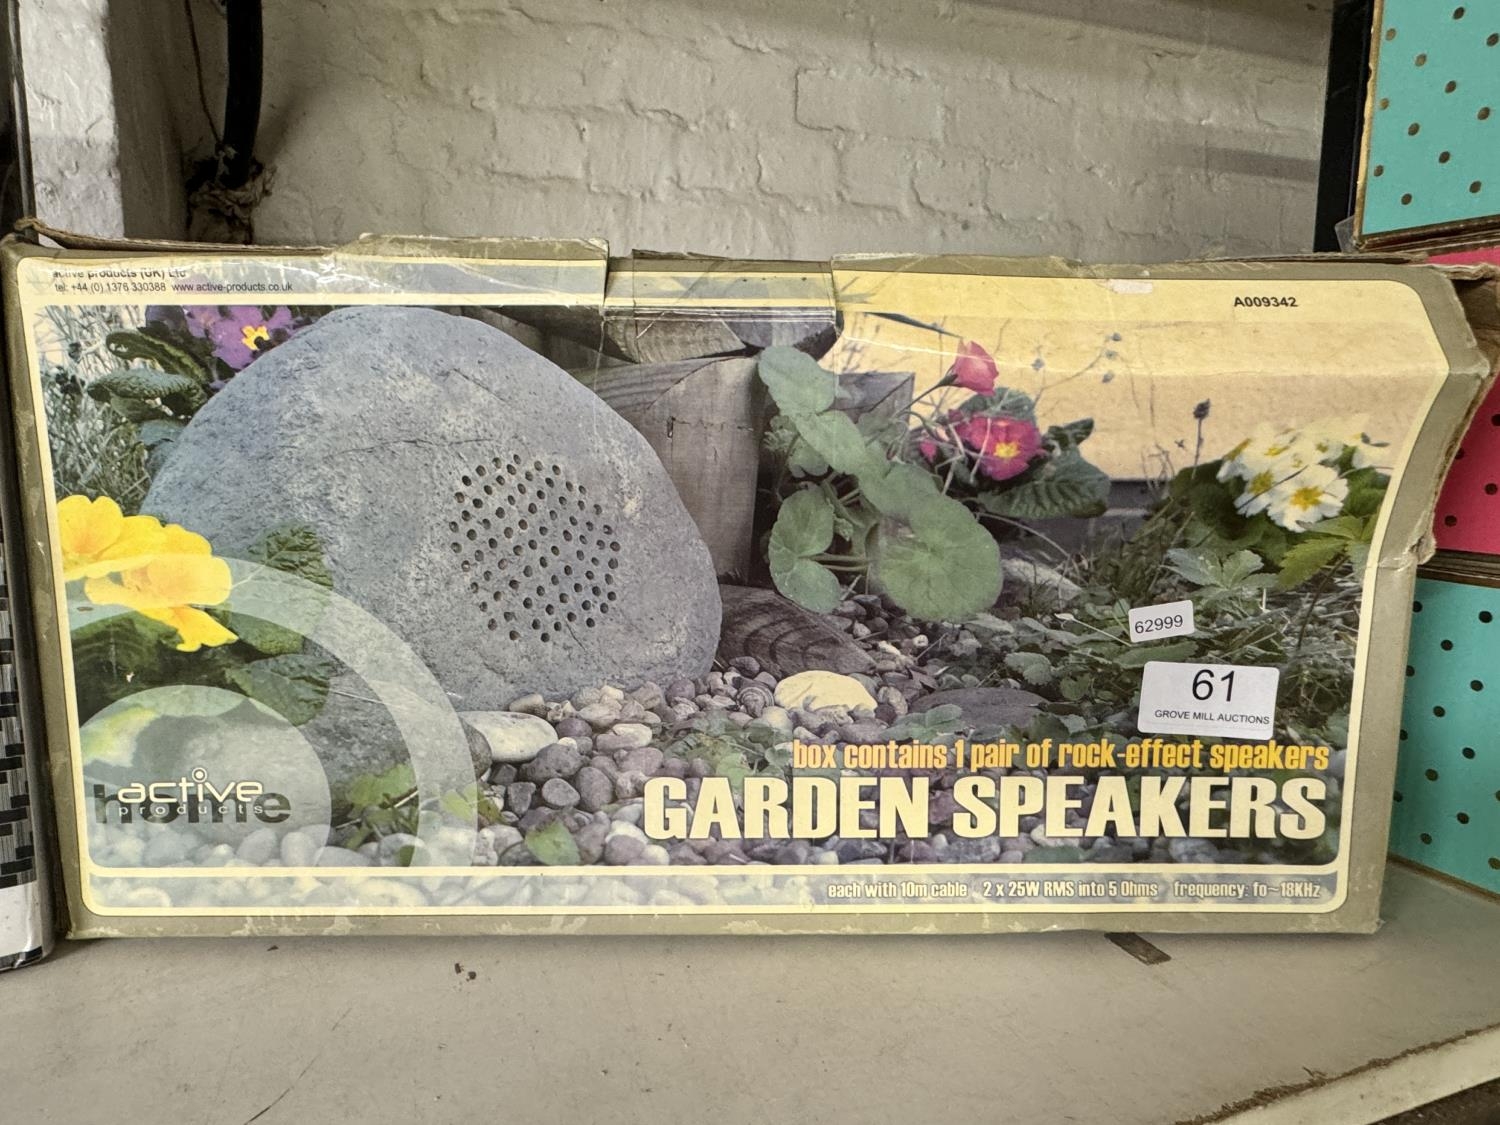 active products (UK) Ltd
tel: +44 (0) 1376 330388 www.active-products.co.uk
A009342
62999
61
GROVE MILL AUCTIONS
box contains 1 pair of rock-effect speakers
GARDEN SPEAKERS
active
home
products
each with 10m cable 2 x 25W RMS into 5 Ohms frequency: fo~18KHz